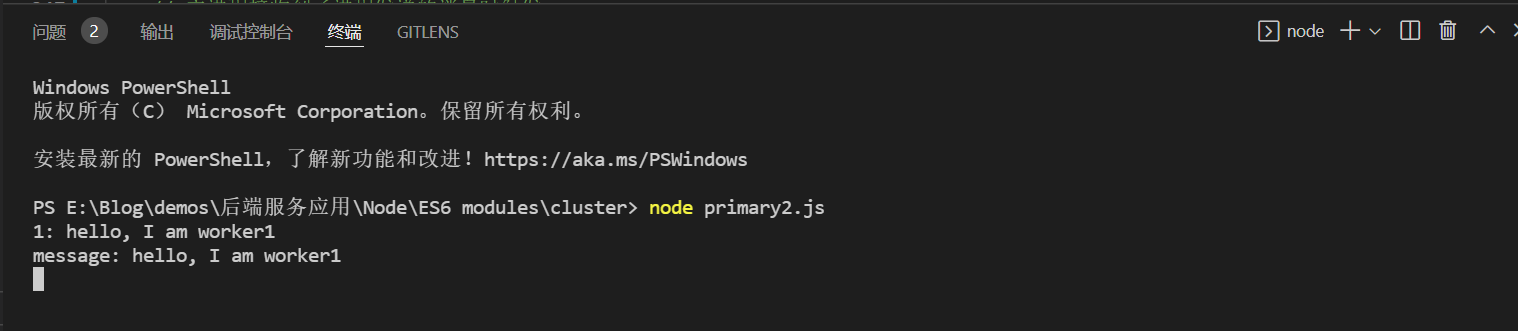 问题 2 输出 调试控制台 终端 GITLENS node
Windows PowerShell
版权所有（C） Microsoft Corporation。保留所有权利。
安装最新的 PowerShell，了解新功能和改进！https://aka.ms/PSWindows
PS E:\Blog\demos\后端服务应用\Node\ES6 modules\cluster> node primary2.js
1: hello, I am worker1
message: hello, I am worker1